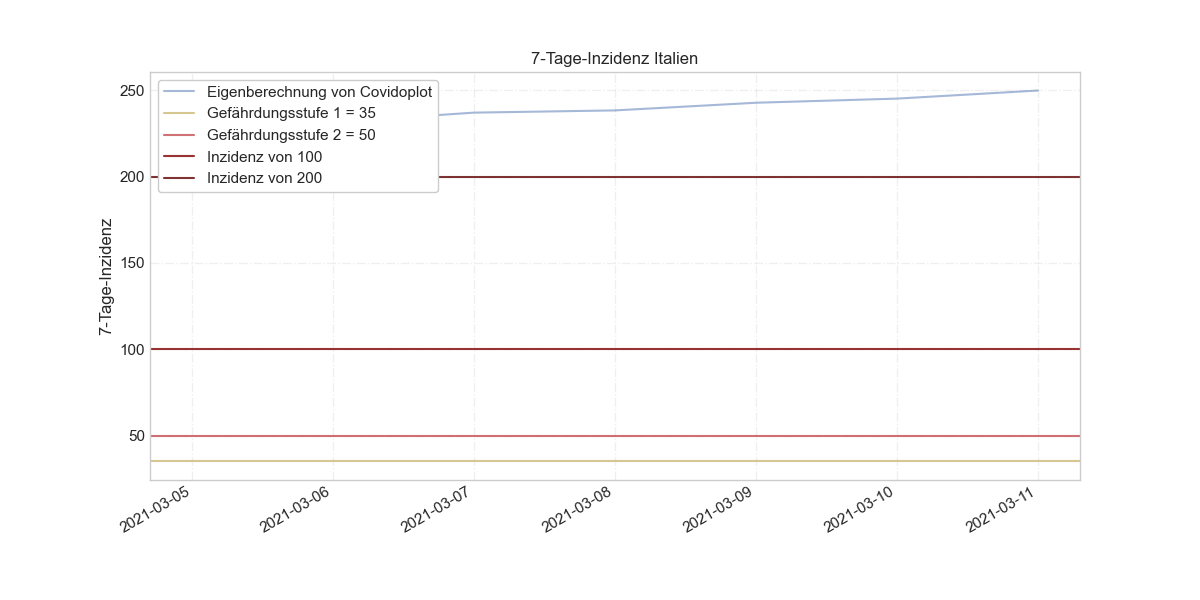 7-Tage-Inzidenz Italien
Eigenberechnung von Covidoplot
Gefährdungsstufe 1 = 35
Gefährdungsstufe 2 = 50
Inzidenz von 100
Inzidenz von 200
7-Tage-Inzidenz
250
200
150
100
50
2021-03-05
2021-03-06
2021-03-07
2021-03-08
2021-03-09
2021-03-10
2021-03-11